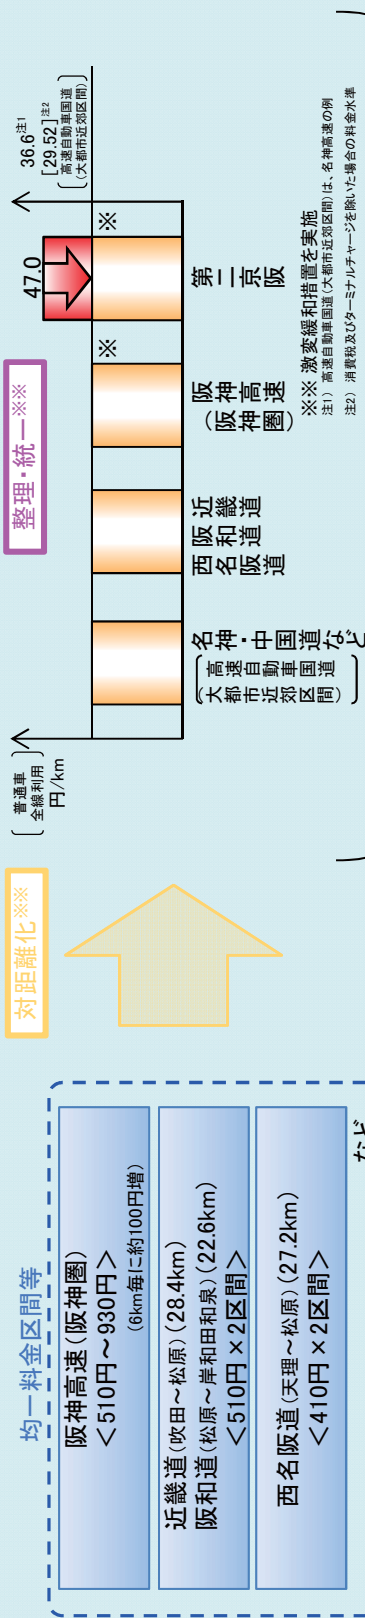 均一料金区間等
阪神高速(阪神圏)
＜510円～930円＞
(6km毎に約100円増)
近畿道(吹田～松原)(28.4km)
阪和道(松原～岸和田和泉)(22.6km)
＜510円×2区間＞
西名阪道(天理～松原)(27.2km)
＜410円×2区間＞
など
対距離化※※
整理・統一※※
普通車
全線利用
円/km
47.0
36.6注1
[29.52]注2
高速自動車国道
(大都市近郊区間)
※
※
名神・中国道など
高速自動車国道
(大都市近郊区間)
近畿道
阪和道
西名阪道
阪神高速
(阪神圏)
第二京阪
※※ 激変緩和措置を実施
注1) 高速自動車国道(大都市近郊区間)は、名神高速の例
注2) 消費税及びターミナルチャージを除いた場合の料金水準